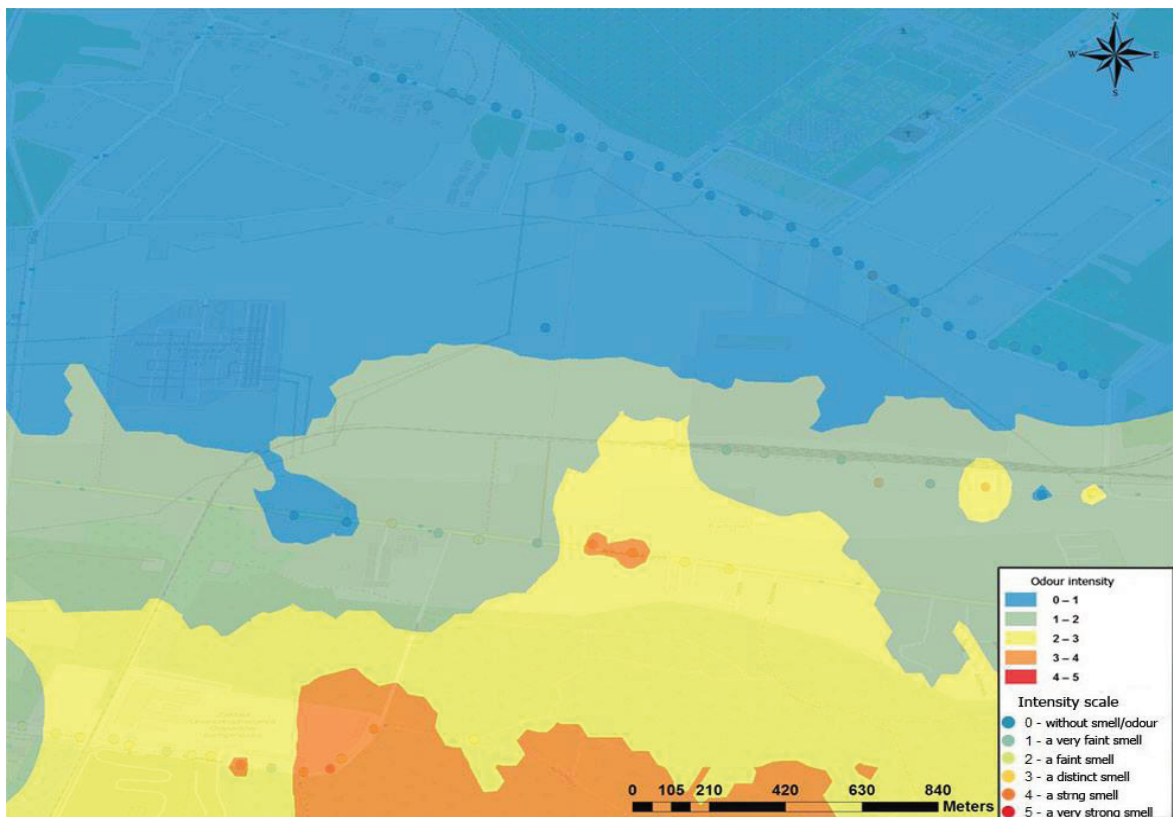 N
W E
S
Odour intensity
0 – 1
1 – 2
2 – 3
3 – 4
4 – 5
Intensity scale
0 - without smell/odour
1 - a very faint smell
2 - a faint smell
3 - a distinct smell
4 - a strng smell
5 - a very strong smell
0 105 210 420 630 840
Meters